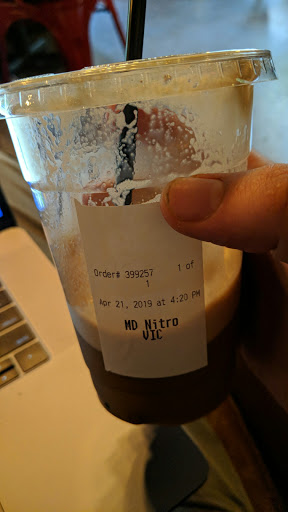 Order# 399257 1 of
1
Apr 21, 2019 at 4:20 PM
MD Nitro
VIC